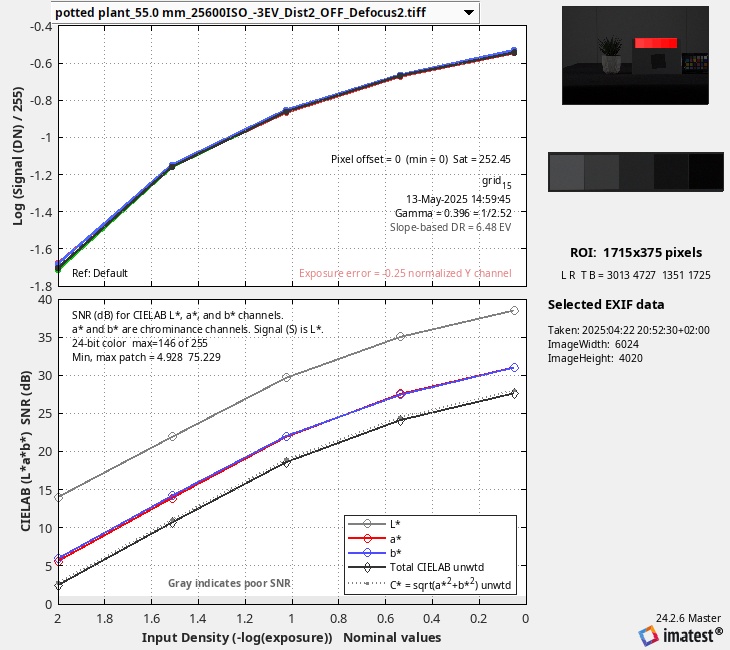 potted plant_55.0 mm_25600ISO_-3EV_Dist2_OFF_Defocus2.tiff
-0.4
-0.6
-0.8
-1
-1.2
-1.4
-1.6
-1.8
Log (Signal (DN) / 255)
Pixel offset = 0 (min = 0) Sat = 252.45
grid15
13-May-2025 14:59:45
Gamma = 0.396 = 1/2.52
Slope-based DR = 6.48 EV
Ref: Default
Exposure error = -0.25 normalized Y channel
ROI: 1715x375 pixels
L R T B = 3013 4727 1351 1725
Selected EXIF data
Taken: 2025:04:22 20:52:30+02:00
ImageWidth: 6024
ImageHeight: 4020
40
35
30
25
20
15
10
5
0
CIELAB (L*a*b*) SNR (dB)
SNR (dB) for CIELAB L*, a*, and b* channels.
a* and b* are chrominance channels. Signal (S) is L*.
24-bit color max=146 of 255
Min, max patch = 4.928 75.229
L*
a*
b*
Total CIELAB unwtd
C* = sqrt(a*2+b*2) unwtd
Gray indicates poor SNR
2 1.8 1.6 1.4 1.2 1 0.8 0.6 0.4 0.2 0
Input Density (-log(exposure)) Nominal values
24.2.6 Master
imatest®